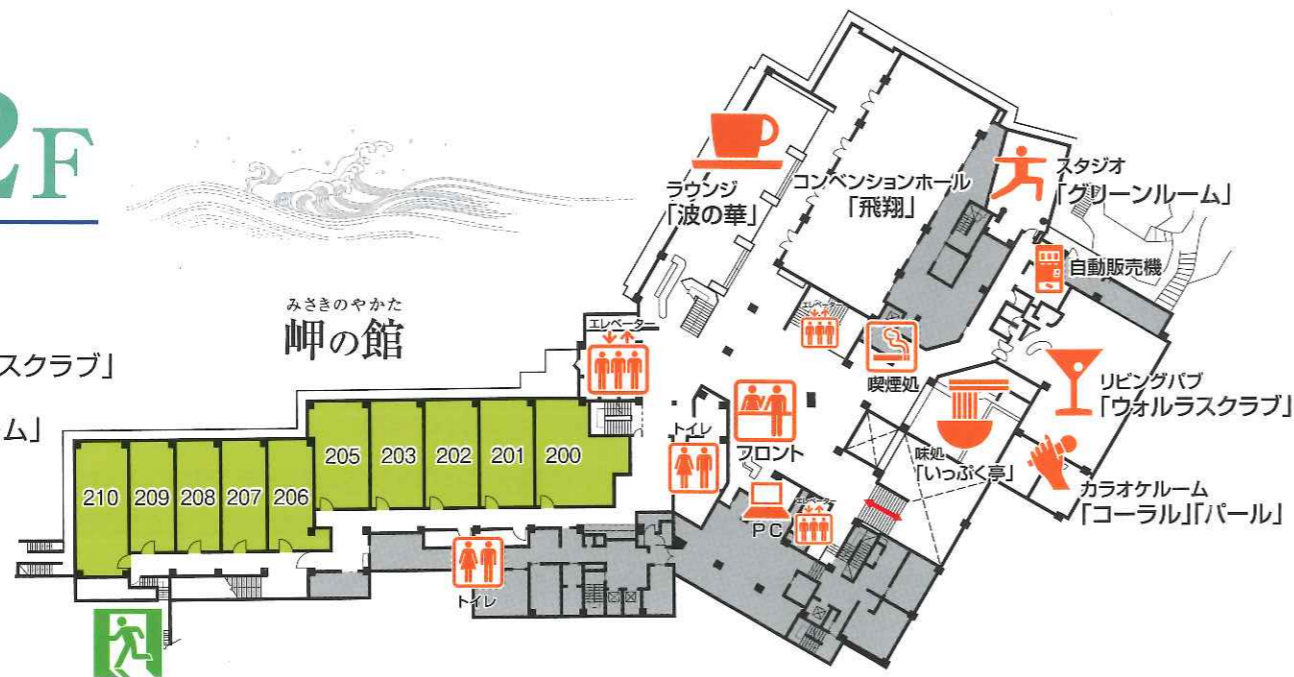 2F
みさきのやかた
岬の館
スクラブ」
ム」
ラウンジ
「波の華」
コンベンションホール
「飛翔」
スタジオ
「グリーンルーム」
自動販売機
エレベーター
エレベーター
喫煙処
リビングパブ
「ウォルラスクラブ」
トイレ
フロント
味処
「いっぷく亭」
カラオケルーム
「コーラル」「パール」
PC
エレベーター
205
203
202
201
200
210
209
208
207
206
トイレ